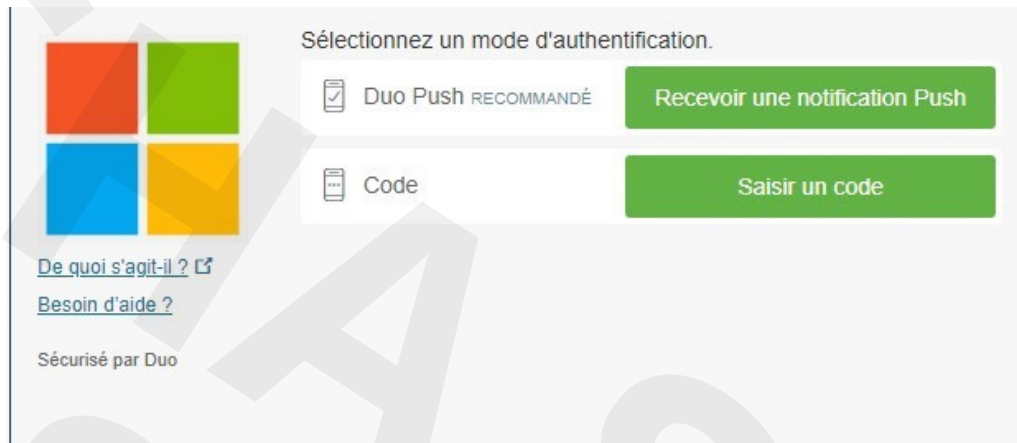 Sélectionnez un mode d'authentification.
Duo Push RECOMMANDÉ
Recevoir une notification Push
Code
Saisir un code
De quoi s'agit-il ?
Besoin d'aide ?
Sécurisé par Duo